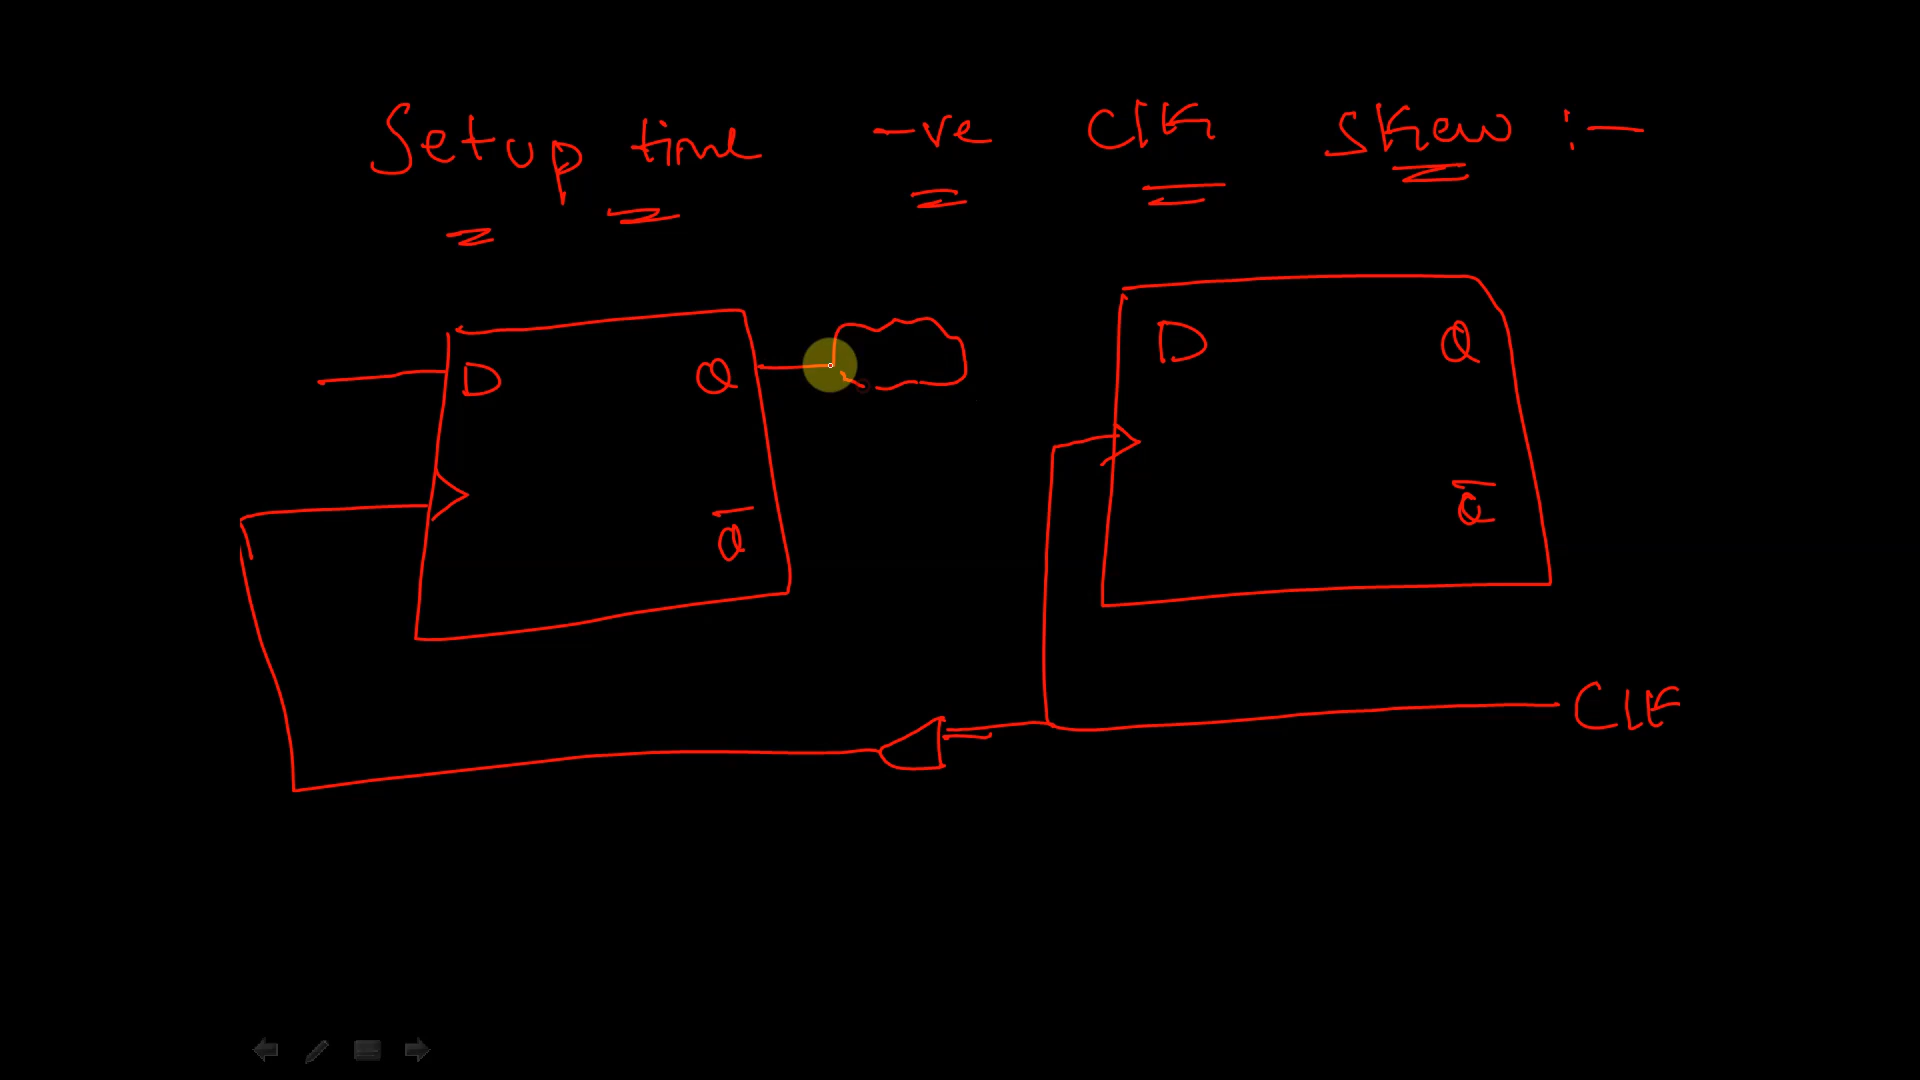 Setup time -ve Clk Skew :-
D Q
D Q
Q̅
Q̅
Clk